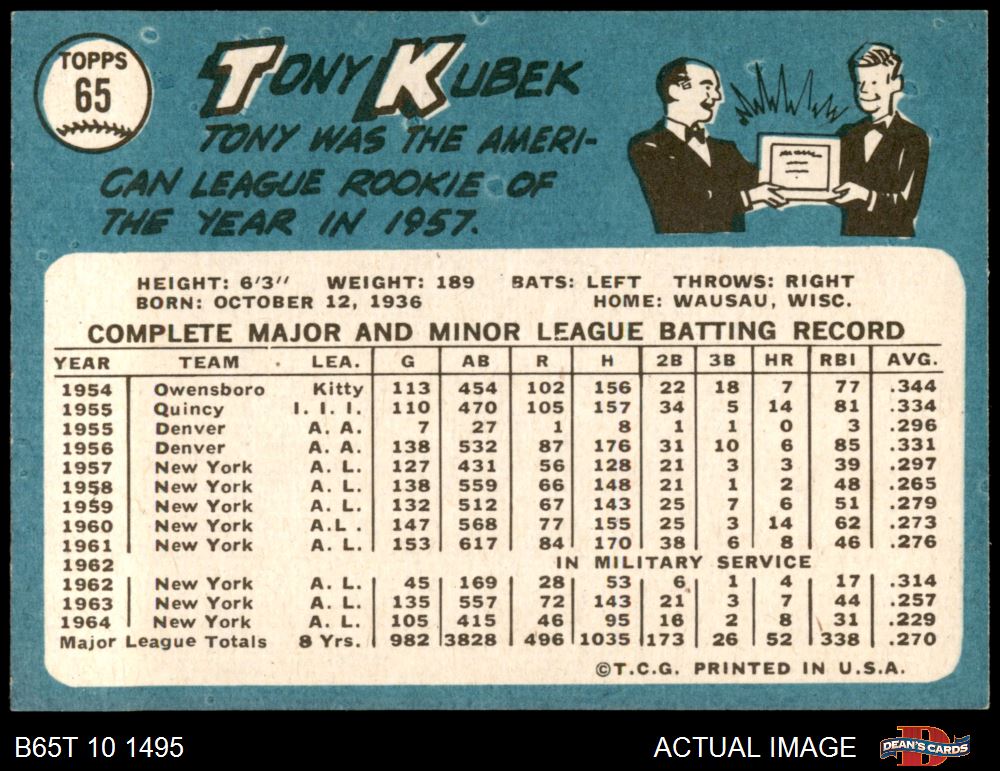 TOPPS
65
TONY KUBEK
TONY WAS THE AMERI-
CAN LEAGUE ROOKIE OF
THE YEAR IN 1957.
HEIGHT: 6'3" WEIGHT: 189 BATS: LEFT THROWS: RIGHT
BORN: OCTOBER 12, 1936 HOME: WAUSAU, WISC.
COMPLETE MAJOR AND MINOR LEAGUE BATTING RECORD
YEAR TEAM LEA. G AB R H 2B 3B HR RBI AVG.
1954 Owensboro Kitty 113 454 102 156 22 18 7 77 .344
1955 Quincy I. I. I. 110 470 105 157 34 5 14 81 .334
1955 Denver A. A. 7 27 1 8 1 1 0 3 .296
1956 Denver A. A. 138 532 87 176 31 10 6 85 .331
1957 New York A. L. 127 431 56 128 21 3 3 39 .297
1958 New York A. L. 138 559 66 148 21 1 2 48 .265
1959 New York A. L. 132 512 67 143 25 7 6 51 .279
1960 New York A.L. 147 568 77 155 25 3 14 62 .273
1961 New York A. L. 153 617 84 170 38 6 8 46 .276
1962 IN MILITARY SERVICE
1962 New York A. L. 45 169 28 53 6 1 4 17 .314
1963 New York A. L. 135 557 72 143 21 3 7 44 .257
1964 New York A. L. 105 415 46 95 16 2 8 31 .229
Major League Totals 8 Yrs. 982 3828 496 1035 173 26 52 338 .270
©T.C.G. PRINTED IN U.S.A.
B65T 10 1495 ACTUAL IMAGE DEAN'S CARDS